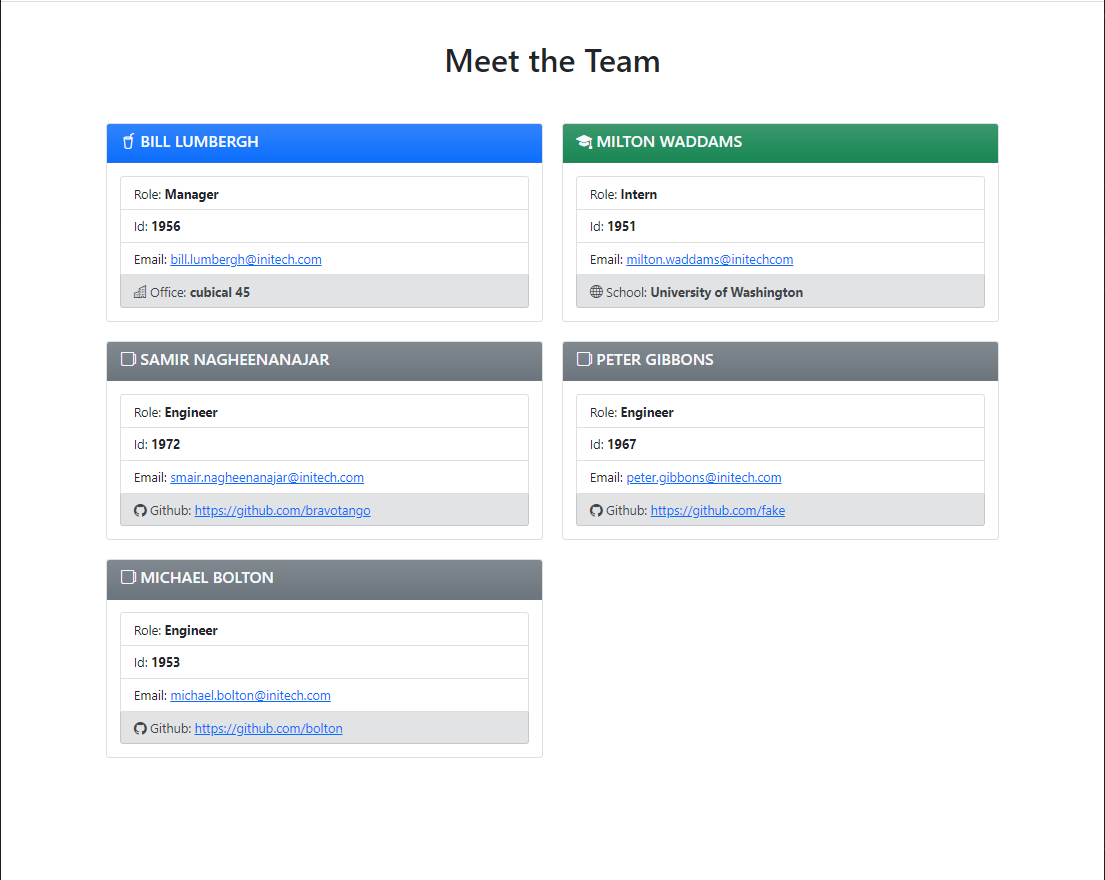 Meet the Team
BILL LUMBERGH
Role: Manager
Id: 1956
Email: bill.lumbergh@initech.com
Office: cubical 45
MILTON WADDAMS
Role: Intern
Id: 1951
Email: milton.waddams@initechcom
School: University of Washington
SAMIR NAGHEENANAJAR
Role: Engineer
Id: 1972
Email: smair.nagheenanajar@initech.com
Github: https://github.com/bravotango
PETER GIBBONS
Role: Engineer
Id: 1967
Email: peter.gibbons@initech.com
Github: https://github.com/fake
MICHAEL BOLTON
Role: Engineer
Id: 1953
Email: michael.bolton@initech.com
Github: https://github.com/bolton